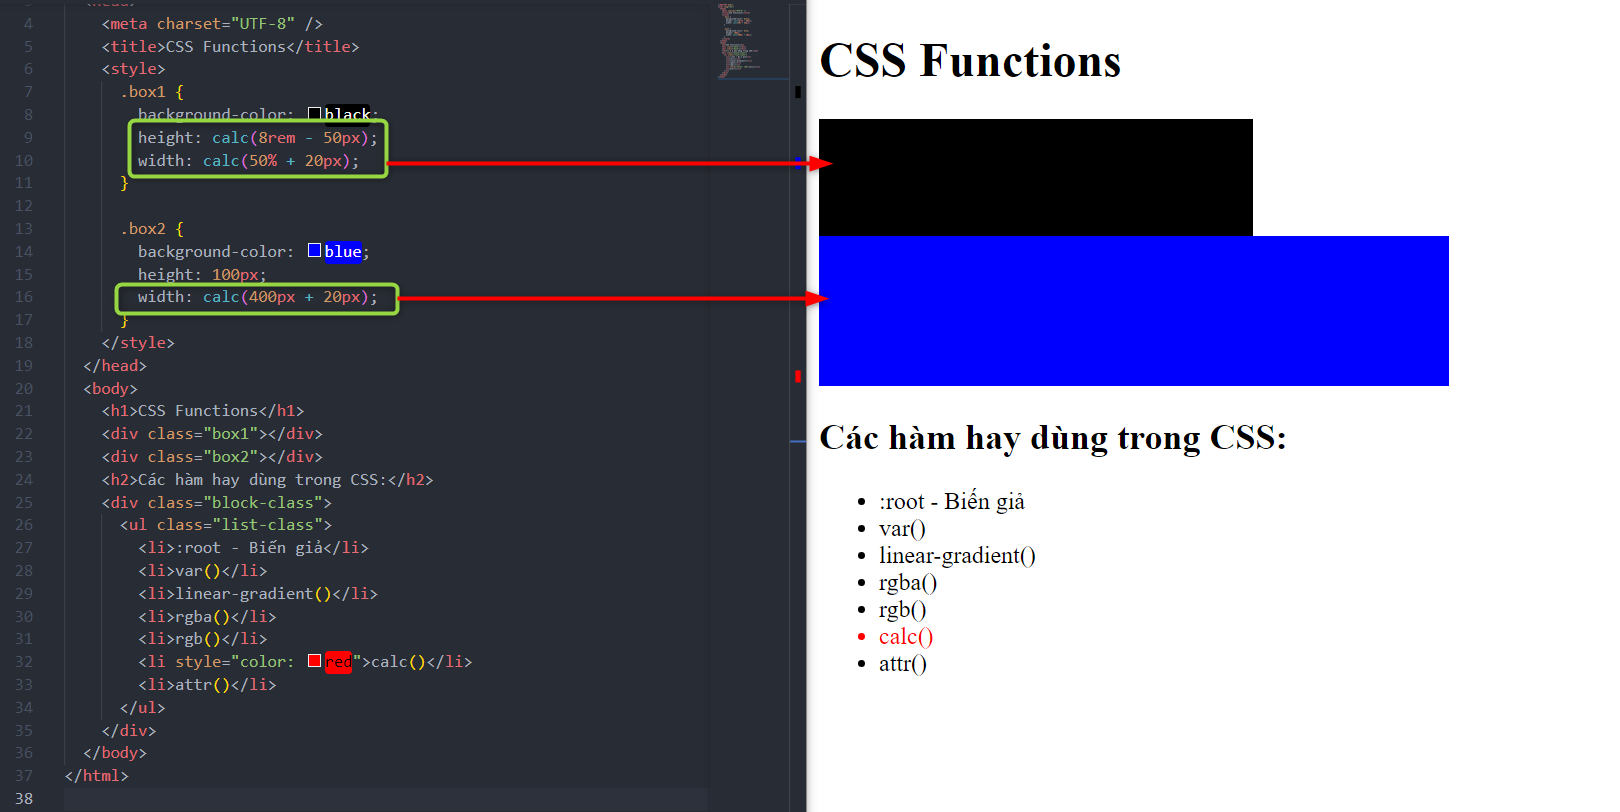 <head>
4 <meta charset="UTF-8" />
5 <title>CSS Functions</title>
6 <style>
7 .box1 {
8 background-color: black;
9 height: calc(8rem - 50px);
10 width: calc(50% + 20px);
11 }
12
13 .box2 {
14 background-color: blue;
15 height: 100px;
16 width: calc(400px + 20px);
17 }
18 </style>
19 </head>
20 <body>
21 <h1>CSS Functions</h1>
22 <div class="box1"></div>
23 <div class="box2"></div>
24 <h2>Các hàm hay dùng trong CSS:</h2>
25 <div class="block-class">
26 <ul class="list-class">
27 <li>:root - Biến giả</li>
28 <li>var()</li>
29 <li>linear-gradient()</li>
30 <li>rgba()</li>
31 <li>rgb()</li>
32 <li style="color: red">calc()</li>
33 <li>attr()</li>
34 </ul>
35 </div>
36 </body>
37 </html>
38
CSS Functions
Các hàm hay dùng trong CSS:
:root - Biến giả
var()
linear-gradient()
rgba()
rgb()
calc()
attr()